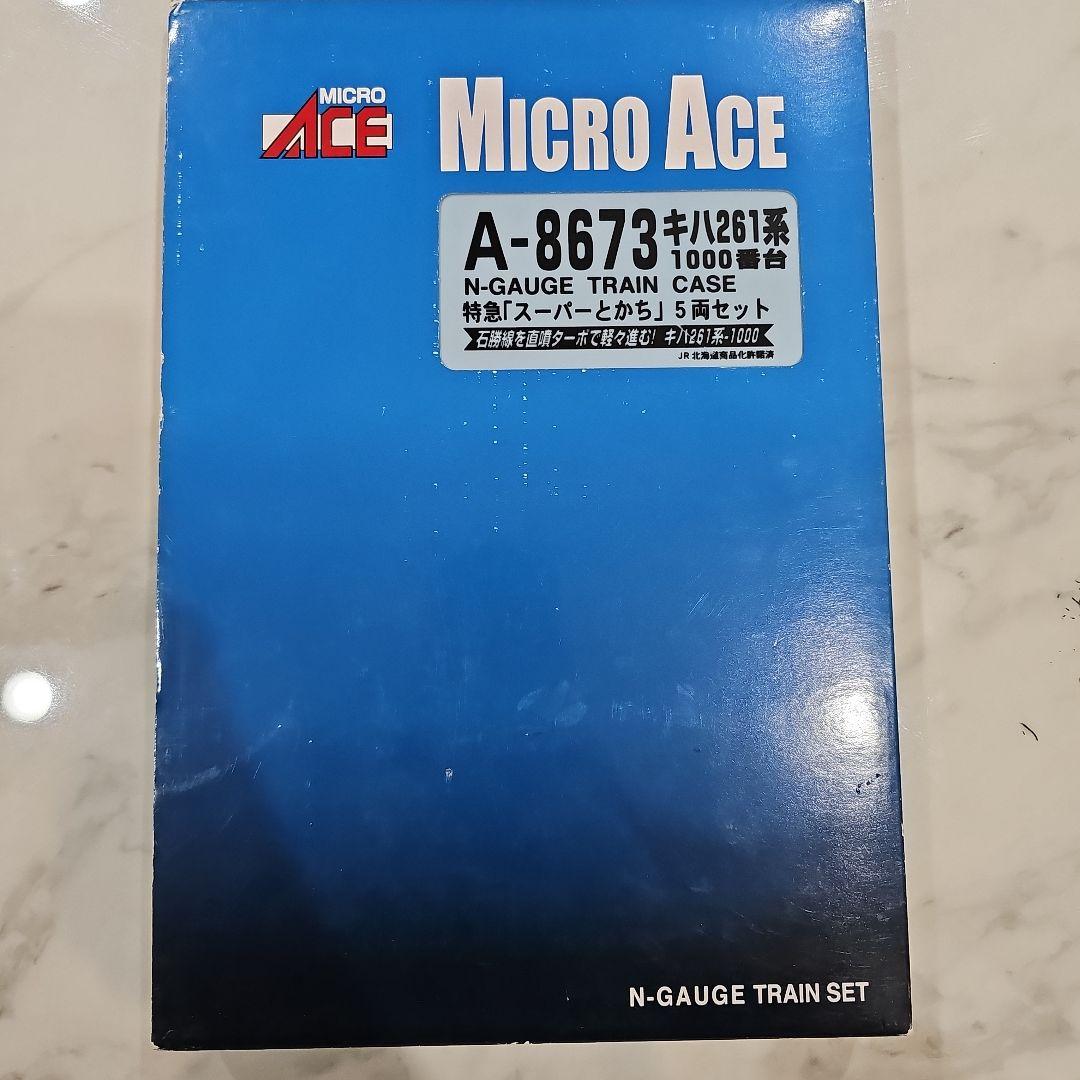 MICRO
ACE
MICRO ACE
A-8673 キハ261系
1000番台
N-GAUGE TRAIN CASE
特急「スーパーとかち」5両セット
石勝線を直噴ターボで軽々進む! キハ261系-1000
JR北海道商品化許諾済
N-GAUGE TRAIN SET